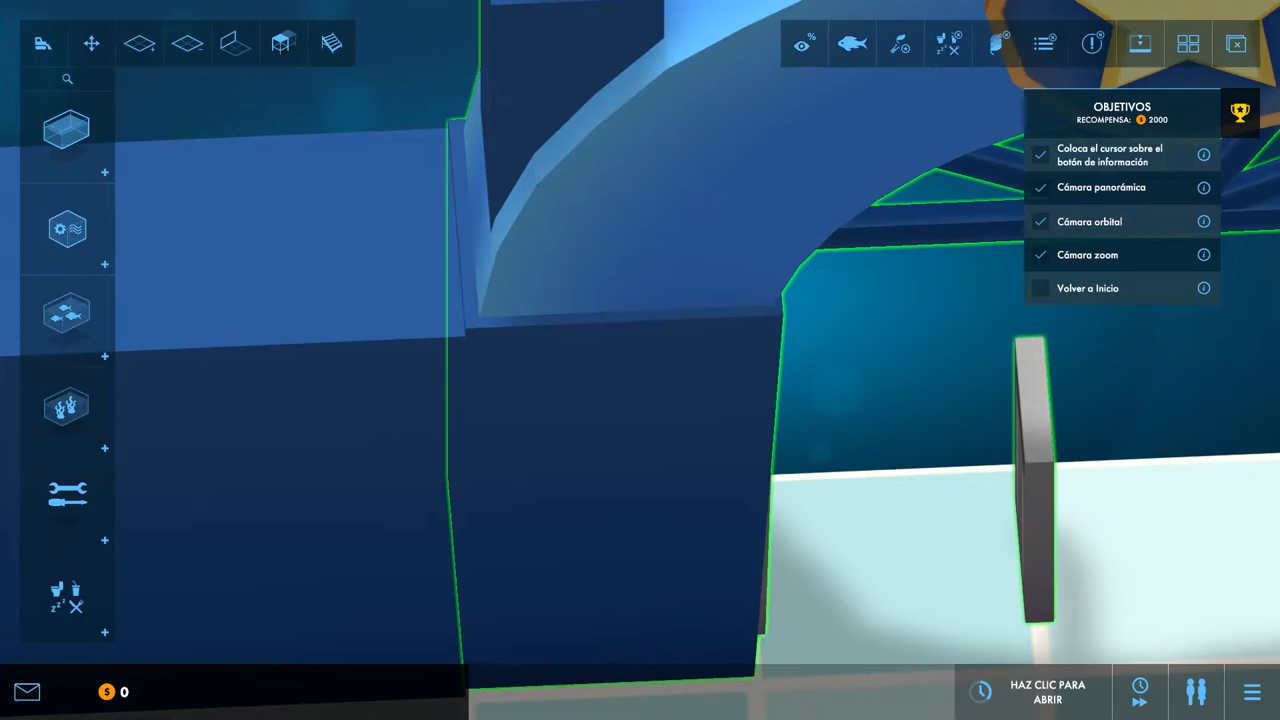 %
OBJETIVOS
RECOMPENSA: $ 2000
Coloca el cursor sobre el
botón de información
Cámara panorámica
Cámara orbital
Cámara zoom
Volver a Inicio
$ 0
HAZ CLIC PARA
ABRIR